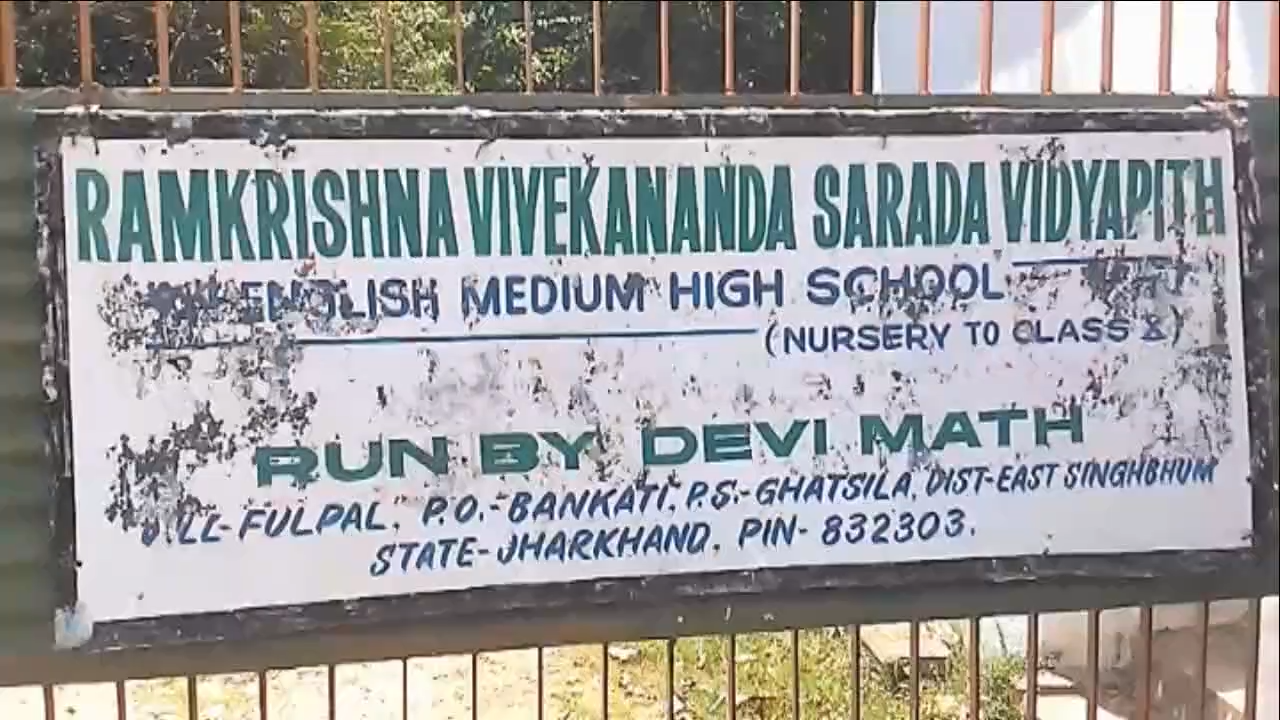 RAMKRISHNA VIVEKANANDA SARADA VIDYAPITH
ENGLISH MEDIUM HIGH SCHOOL
(NURSERY TO CLASS X)
RUN BY DEVI MATH
VILL-FULPAL, P.O.-BANKATI, P.S.-GHATSILA, DIST-EAST SINGHBHUM
STATE-JHARKHAND, PIN-832303.